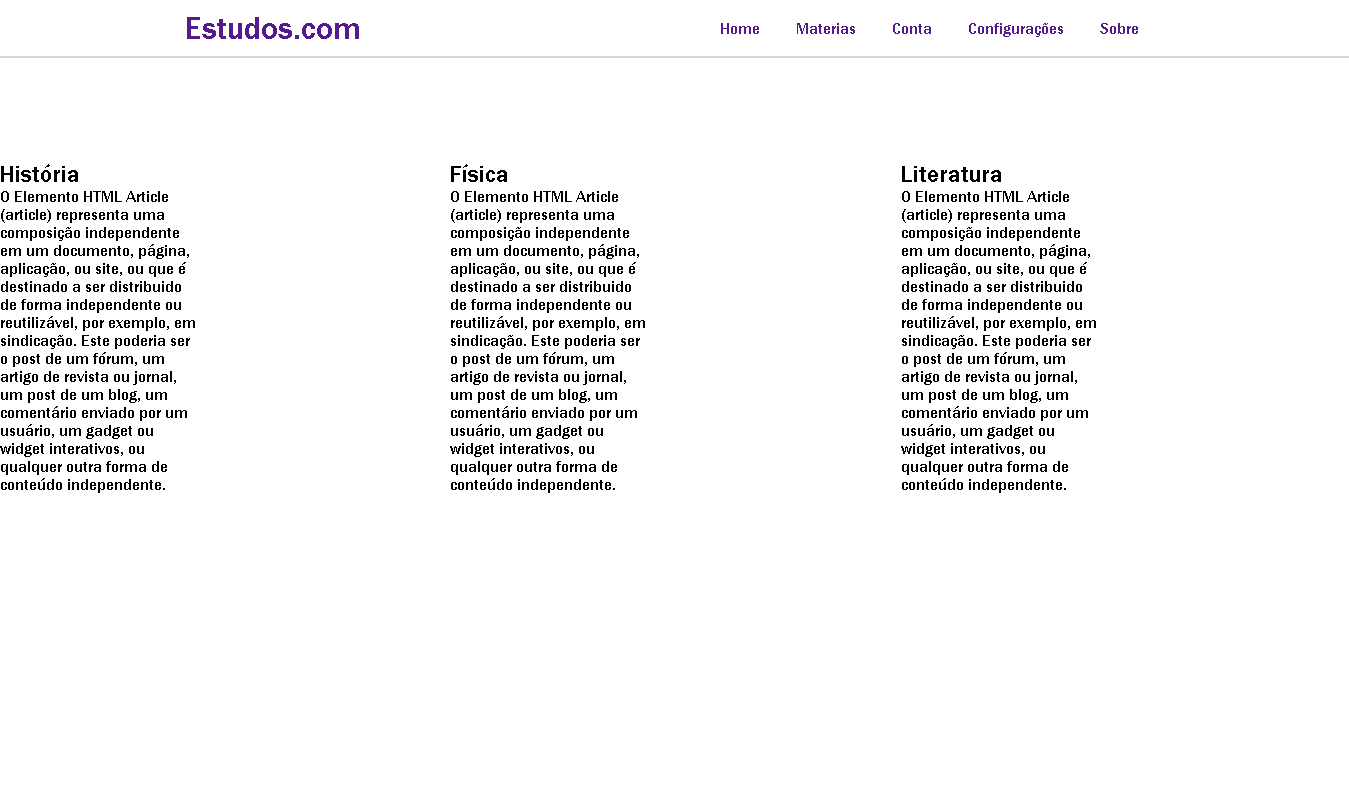 Estudos.com
Home Materias Conta Configurações Sobre
História
O Elemento HTML Article
(article) representa uma
composição independente
em um documento, página,
aplicação, ou site, ou que é
destinado a ser distribuido
de forma independente ou
reutilizável, por exemplo, em
sindicação. Este poderia ser
o post de um fórum, um
artigo de revista ou jornal,
um post de um blog, um
comentário enviado por um
usuário, um gadget ou
widget interativos, ou
qualquer outra forma de
conteúdo independente.
Física
O Elemento HTML Article
(article) representa uma
composição independente
em um documento, página,
aplicação, ou site, ou que é
destinado a ser distribuido
de forma independente ou
reutilizável, por exemplo, em
sindicação. Este poderia ser
o post de um fórum, um
artigo de revista ou jornal,
um post de um blog, um
comentário enviado por um
usuário, um gadget ou
widget interativos, ou
qualquer outra forma de
conteúdo independente.
Literatura
O Elemento HTML Article
(article) representa uma
composição independente
em um documento, página,
aplicação, ou site, ou que é
destinado a ser distribuido
de forma independente ou
reutilizável, por exemplo, em
sindicação. Este poderia ser
o post de um fórum, um
artigo de revista ou jornal,
um post de um blog, um
comentário enviado por um
usuário, um gadget ou
widget interativos, ou
qualquer outra forma de
conteúdo independente.